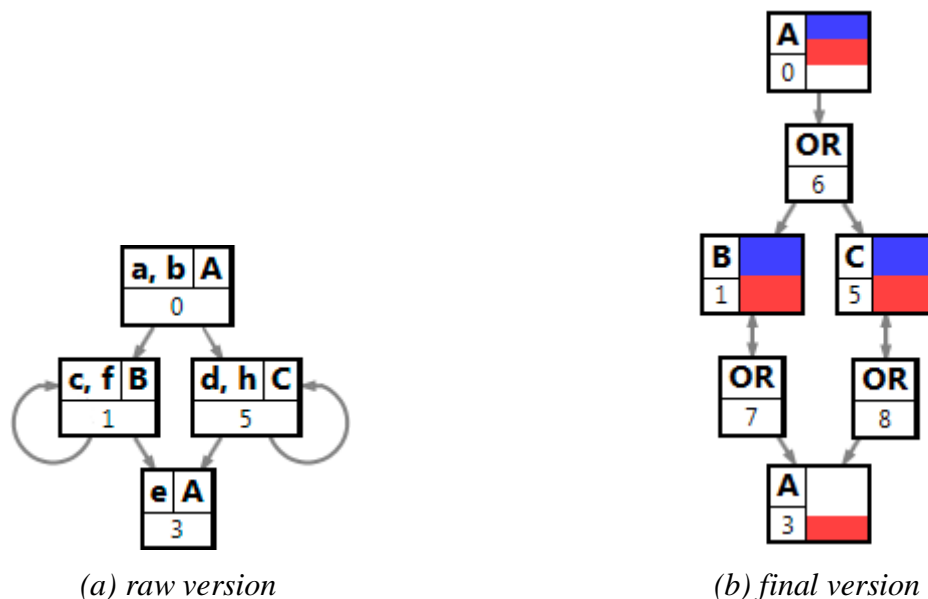 a, b A
0
c, f B
1
d, h C
5
e A
3
(a) raw version
A
0
OR
6
B
1
C
5
OR
7
OR
8
A
3
(b) final version